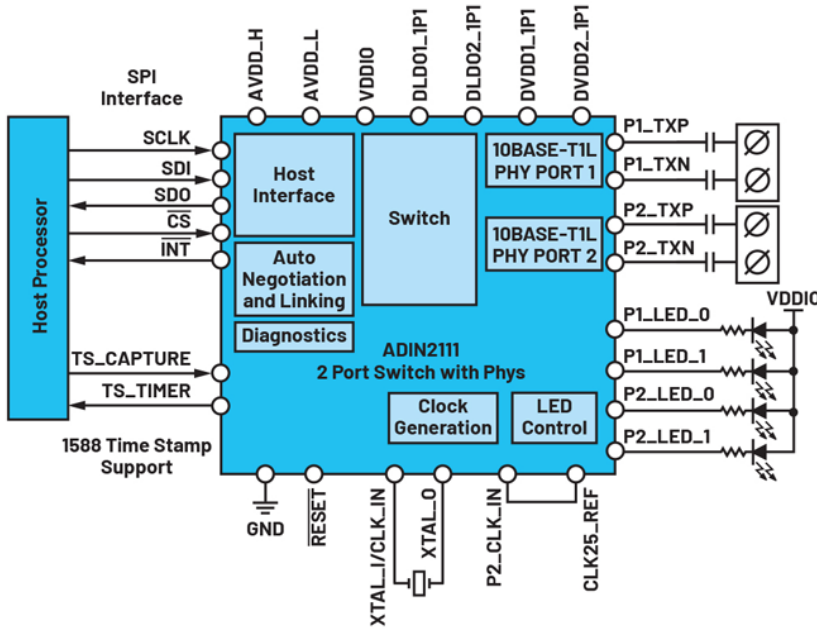 AVDD_H
AVDD_L
VDDIO
DLDO1_1P1
DLDO2_1P1
DVDD1_1P1
DVDD2_1P1
SPI
Interface
Host Processor
SCLK
SDI
SDO
CS
INT
TS_CAPTURE
TS_TIMER
1588 Time Stamp
Support
Host
Interface
Auto
Negotiation
and Linking
Diagnostics
Switch
10BASE-T1L
PHY PORT 1
10BASE-T1L
PHY PORT 2
ADIN2111
2 Port Switch with Phys
Clock
Generation
LED
Control
P1_TXP
P1_TXN
P2_TXP
P2_TXN
VDDIO
P1_LED_0
P1_LED_1
P2_LED_0
P2_LED_1
GND
RESET
XTAL_I/CLK_IN
XTAL_O
P2_CLK_IN
CLK25_REF